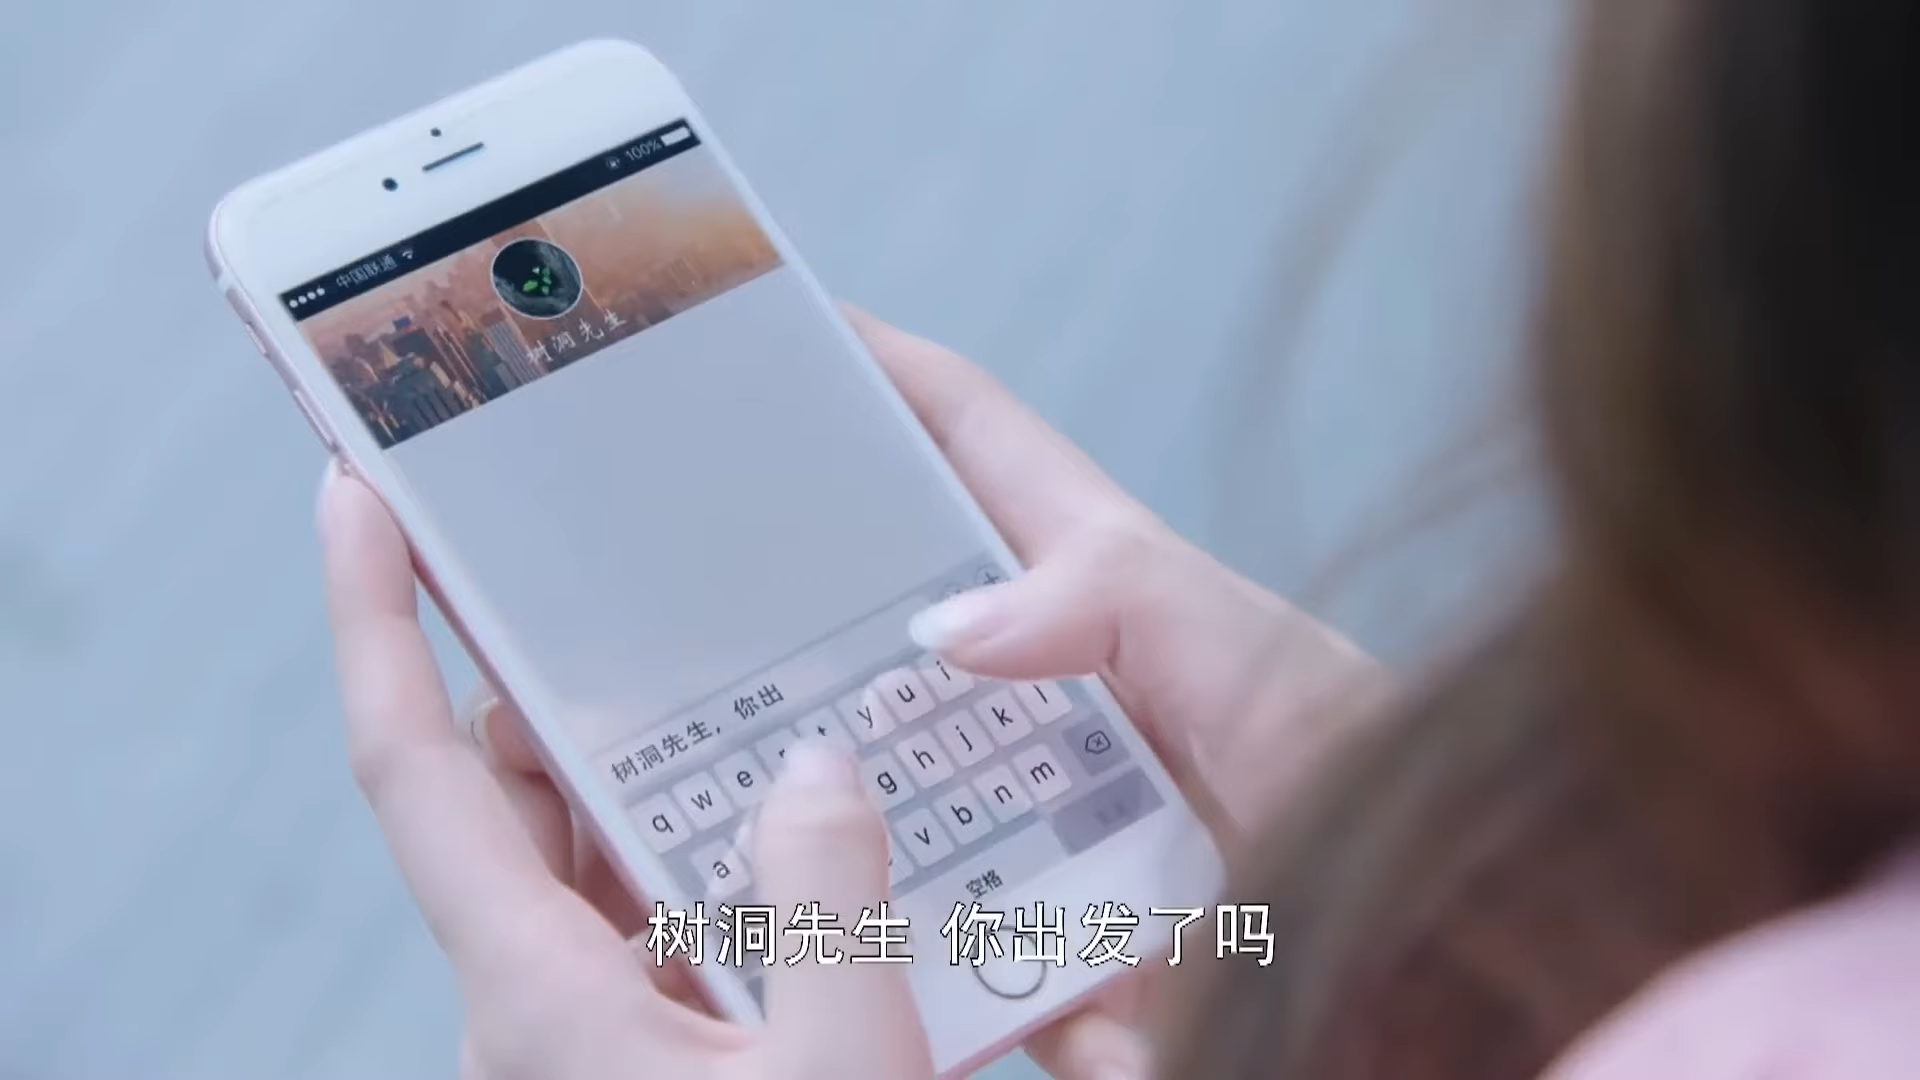 中国联通 100%
树洞先生
树洞先生，你出
q w e t y u i
a g h j k l
v b n m
空格
树洞先生 你出发了吗